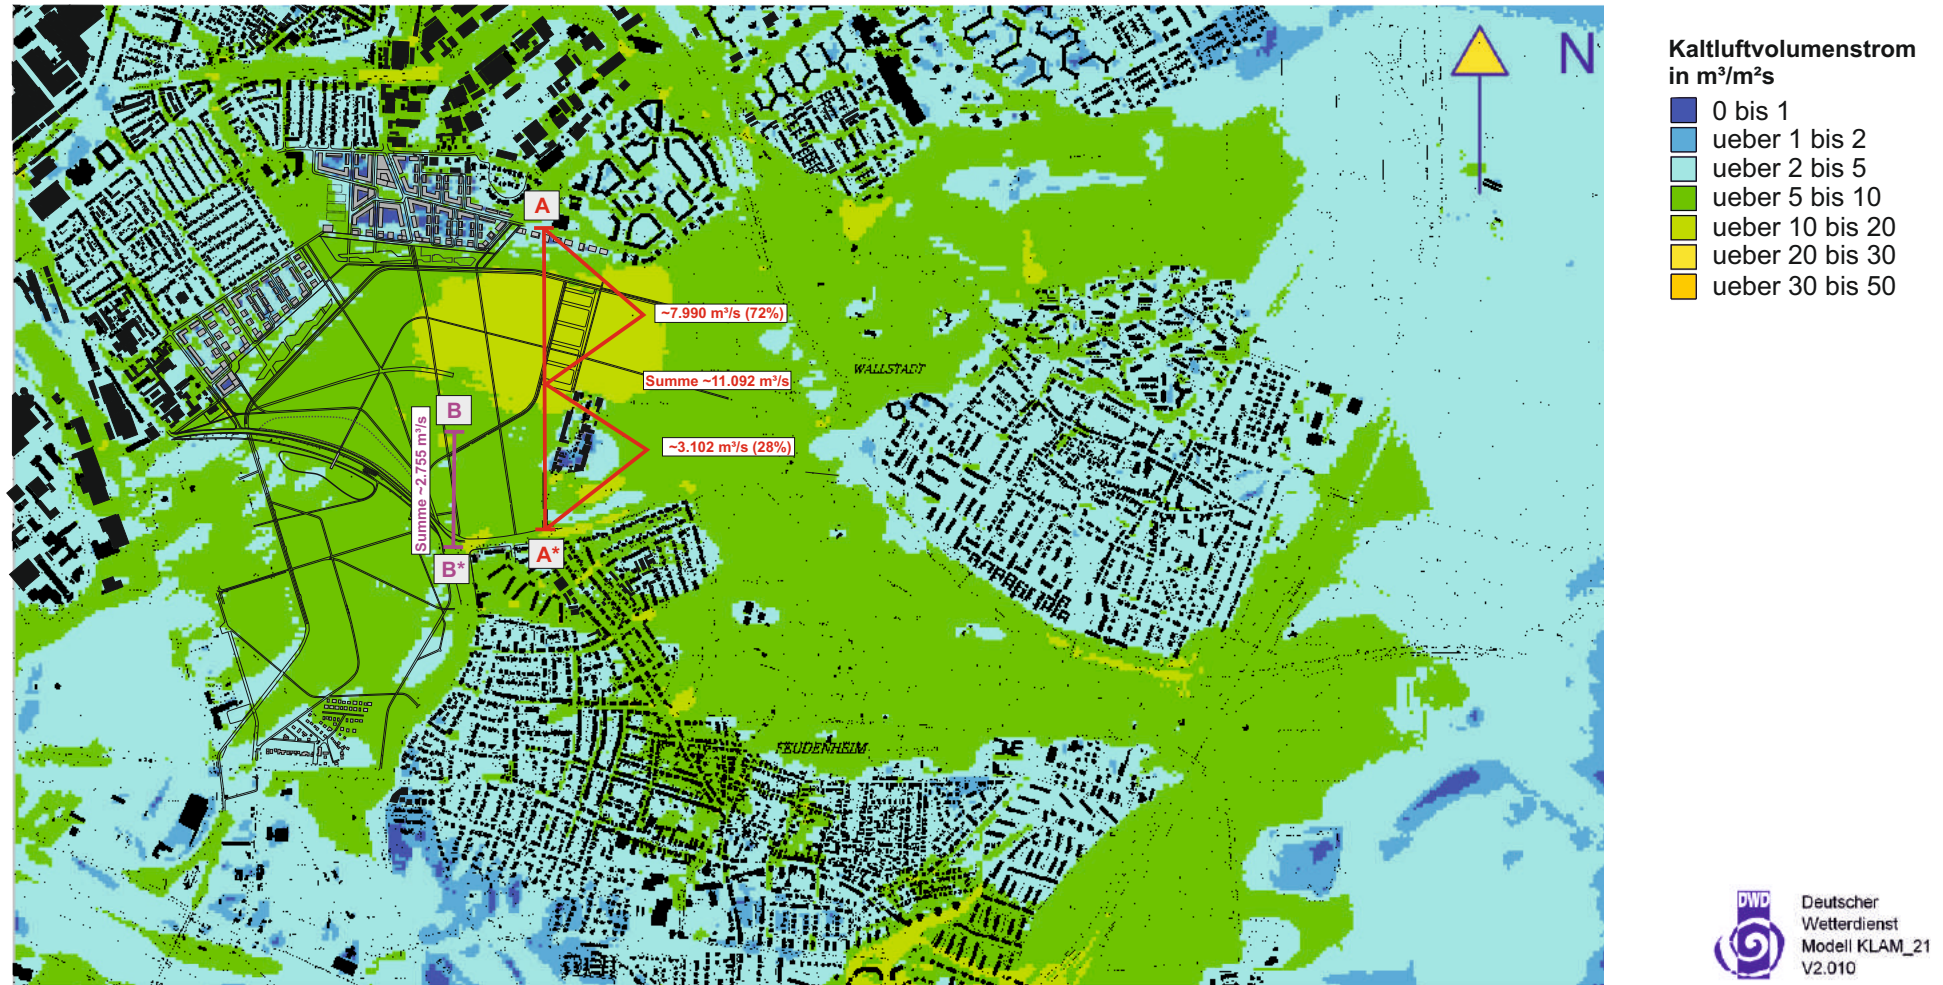 N
Kaltluftvolumenstrom
in m³/m²s
0 bis 1
ueber 1 bis 2
ueber 2 bis 5
ueber 5 bis 10
ueber 10 bis 20
ueber 20 bis 30
ueber 30 bis 50
A
~7.990 m³/s (72%)
WALLSTADT
Summe ~11.092 m³/s
B
Summe ~2.755 m³/s
~3.102 m³/s (28%)
A*
B*
FEUDENHEIM
DWD
Deutscher
Wetterdienst
Modell KLAM_21
V2.010